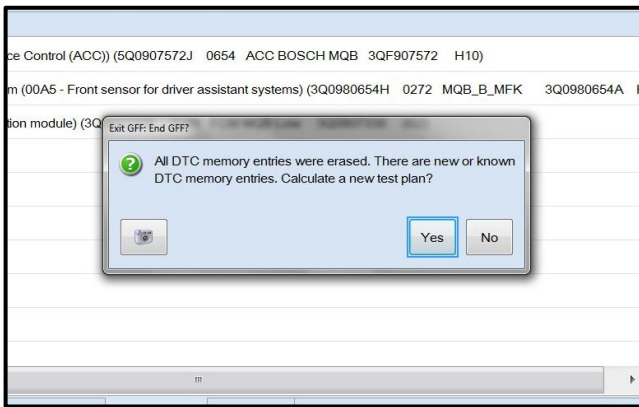 ce Control (ACC)) (5Q0907572J 0654 ACC BOSCH MQB 3QF907572 H10)
m (00A5 - Front sensor for driver assistant systems) (3Q0980654H 0272 MQB_B_MFK 3Q0980654A
tion module) (3Q
Exit GFF: End GFF?
All DTC memory entries were erased. There are new or known
DTC memory entries. Calculate a new test plan?
Yes No